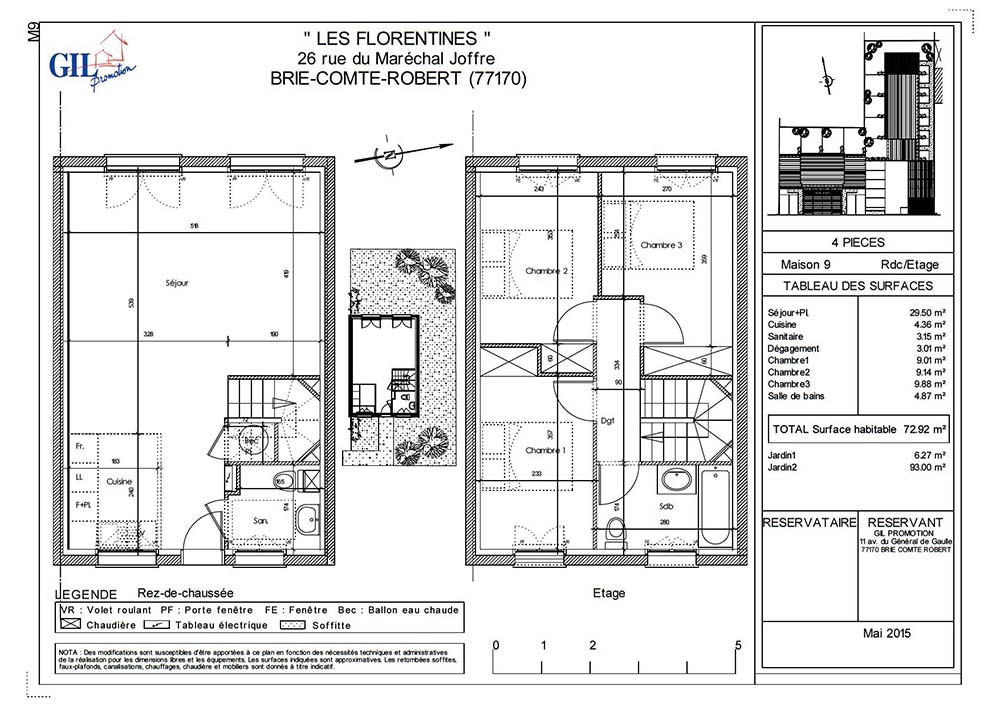 M9
GIL
promotion
" LES FLORENTINES "
26 rue du Maréchal Joffre
BRIE-COMTE-ROBERT (77170)
N
518
Séjour
419
539
328
190
Fr.
LL
F+Pl.
183
Cuisine
240
Bec
165
San.
174
Rez-de-chaussée
243
270
363
251
359
Chambre 2
Chambre 3
60
60
334
90
Dgt
357
Chambre 1
233
174
Sdb
280
Etage
LEGENDE
VR : Volet roulant PF : Porte fenêtre FE : Fenêtre Bec : Ballon eau chaude
Chaudière Tableau électrique Soffitte
NOTA : Des modifications sont susceptibles d'être apportées à ce plan en fonction des nécessités techniques et administratives
de la réalisation pour les dimensions libres et les équipements. Les surfaces indiquées sont approximatives. Les retombées soffites,
faux-plafonds, canalisations, chauffages, chaudière et mobiliers sont donnés à titre indicatif.
0 1 2 5
4 PIECES
Maison 9 Rdc/Etage
TABLEAU DES SURFACES
Séjour+Pl. 29.50 m²
Cuisine 4.36 m²
Sanitaire 3.15 m²
Dégagement 3.01 m²
Chambre1 9.01 m²
Chambre2 9.14 m²
Chambre3 9.88 m²
Salle de bains 4.87 m²
TOTAL Surface habitable 72.92 m²
Jardin1 6.27 m²
Jardin2 93.00 m²
RESERVATAIRE
RESERVANT
GIL PROMOTION
11 av. du Général de Gaulle
77170 BRIE COMTE ROBERT
Mai 2015